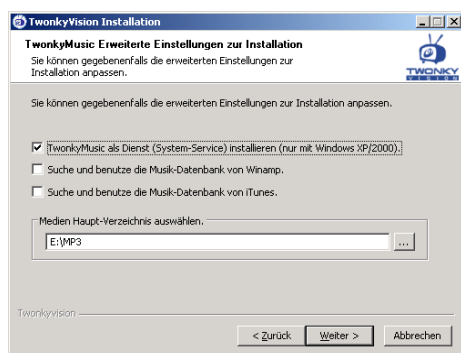 TwonkyVision Installation
TwonkyMusic Erweiterte Einstellungen zur Installation
Sie können gegebenenfalls die erweiterten Einstellungen zur
Installation anpassen.
TWONKY
VISION
Sie können gegebenenfalls die erweiterten Einstellungen zur Installation anpassen.
TwonkyMusic als Dienst (System-Service) installieren (nur mit Windows XP/2000).
Suche und benutze die Musik-Datenbank von Winamp.
Suche und benutze die Musik-Datenbank von iTunes.
Medien Haupt-Verzeichnis auswählen.
E:\MP3
...
Twonkyvision
< Zurück
Weiter >
Abbrechen